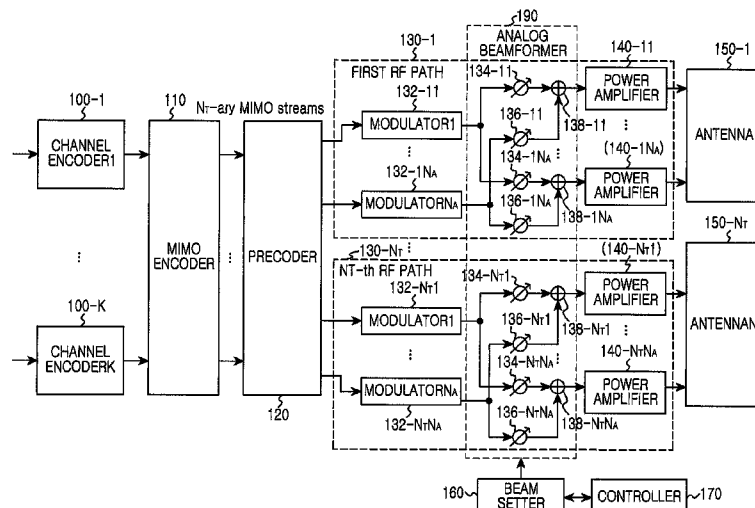 190
130-1
ANALOG
BEAMFORMER
140-11
150-1
FIRST RF PATH
134-11
POWER
AMPLIFIER
100-1
110
NT-ary MIMO streams
132-11
136-11
138-11
CHANNEL
ENCODER1
MODULATOR1
134-1NA
(140-1NA)
ANTENNA1
132-1NA
136-1NA
POWER
AMPLIFIER
MODULATORNA
138-1NA
MIMO
ENCODER
PRECODER
130-NT
150-NT
NT-th RF PATH
134-NT1
(140-NT1)
132-NT1
POWER
AMPLIFIER
100-K
MODULATOR1
136-NT1
138-NT1
CHANNEL
ENCODERK
134-NTNA
140-NTNA
ANTENNAN
MODULATORNA
136-NTNA
POWER
AMPLIFIER
120
132-NTNA
138-NTNA
160
BEAM
SETTER
CONTROLLER
170